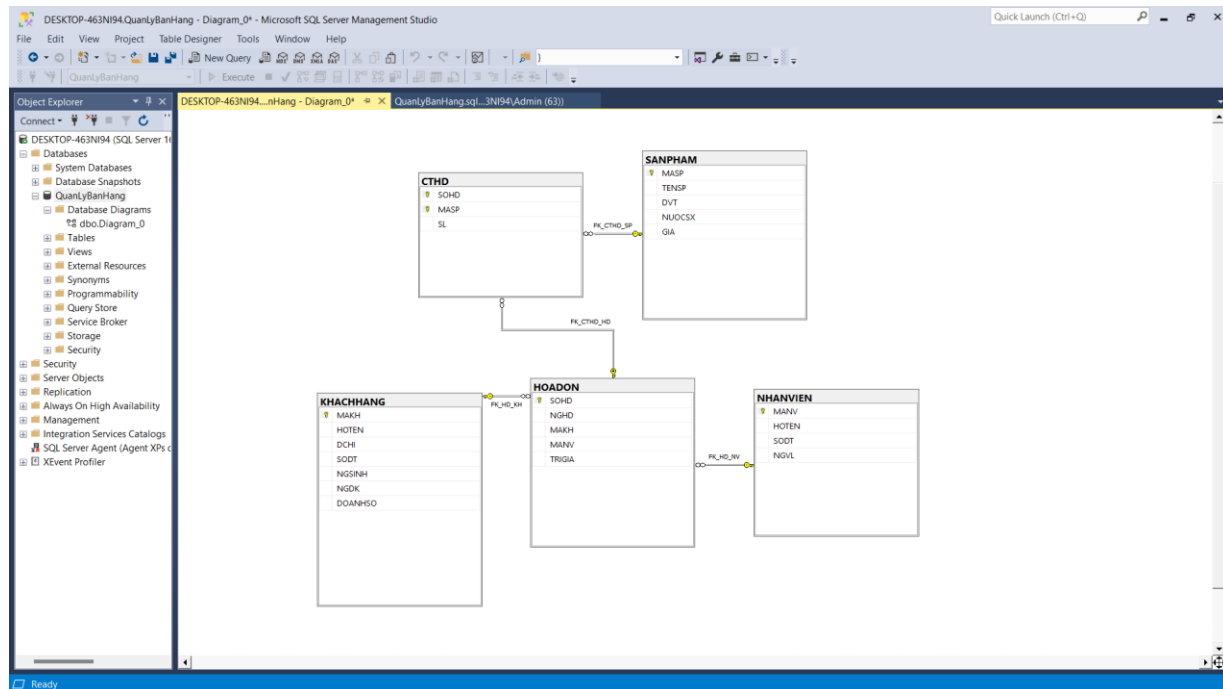 DESKTOP-463NI94.QuanLyBanHang - Diagram_0* - Microsoft SQL Server Management Studio
Quick Launch (Ctrl+Q)
File Edit View Project Table Designer Tools Window Help
New Query
}
QuanLyBanHang
Execute
Object Explorer
DESKTOP-463NI94....nHang - Diagram_0*
QuanLyBanHang.sql...3NI94\Admin (63))
Connect
DESKTOP-463NI94 (SQL Server 16
Databases
System Databases
Database Snapshots
QuanLyBanHang
Database Diagrams
dbo.Diagram_0
Tables
Views
External Resources
Synonyms
Programmability
Query Store
Service Broker
Storage
Security
Security
Server Objects
Replication
Always On High Availability
Management
Integration Services Catalogs
SQL Server Agent (Agent XPs c
XEvent Profiler
SANPHAM
MASP
TENSP
DVT
NUOCSX
GIA
CTHD
SOHD
MASP
SL
FK_CTHD_SP
FK_CTHD_HD
KHACHHANG
MAKH
HOTEN
DCHI
SODT
NGSINH
NGDK
DOANHSO
FK_HD_KH
HOADON
SOHD
NGHD
MAKH
MANV
TRIGIA
FK_HD_NV
NHANVIEN
MANV
HOTEN
SODT
NGVL
Ready